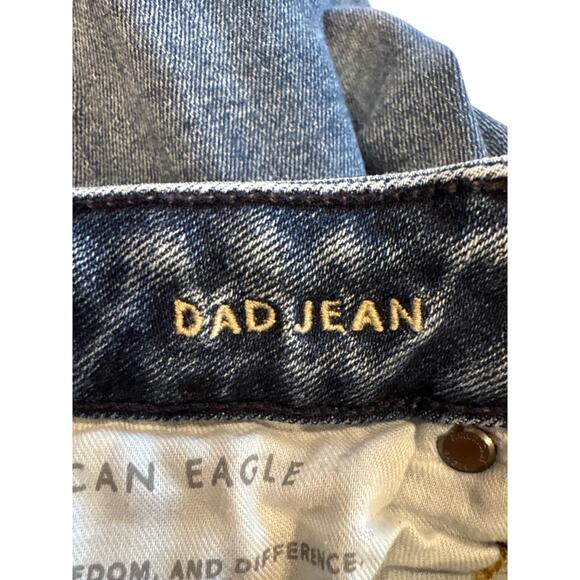 DAD JEAN
CAN EAGLE
EDOM, AND DIFFERENCE